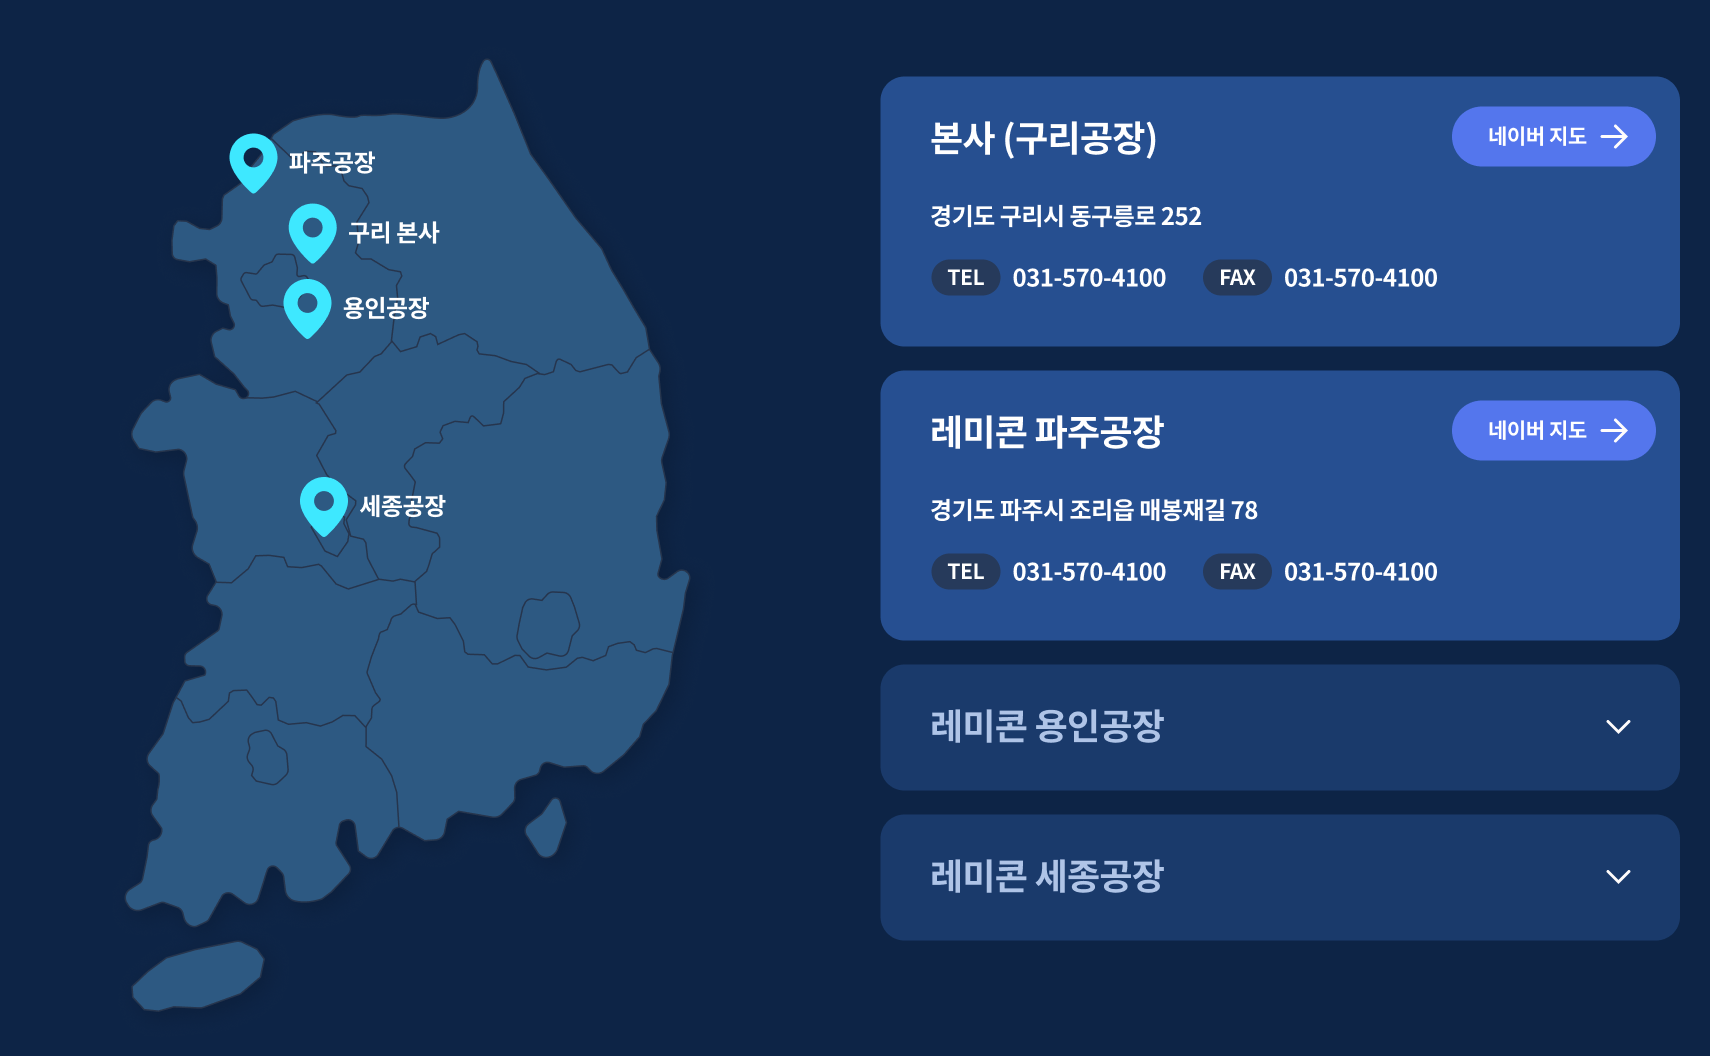 파주공장
구리 본사
용인공장
세종공장
본사 (구리공장)
네이버 지도
경기도 구리시 동구릉로 252
TEL 031-570-4100 FAX 031-570-4100
레미콘 파주공장
네이버 지도
경기도 파주시 조리읍 매봉재길 78
TEL 031-570-4100 FAX 031-570-4100
레미콘 용인공장
레미콘 세종공장